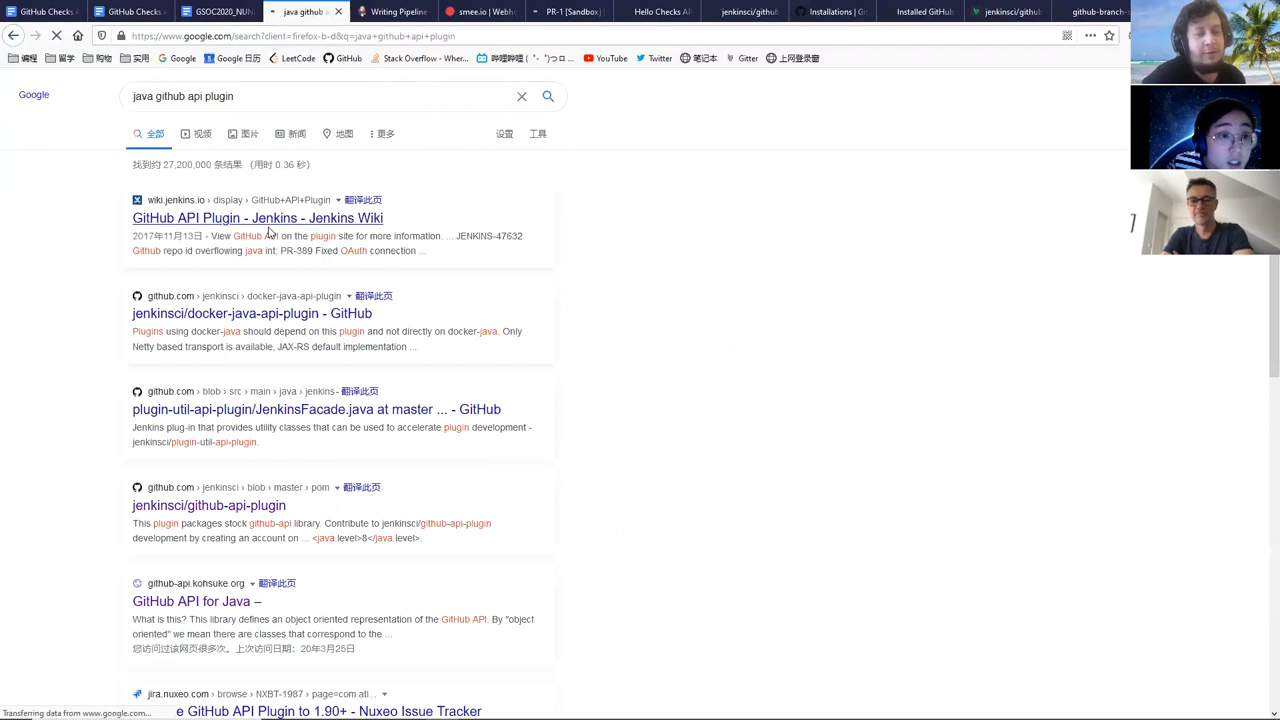 GitHub Checks A
GitHub Checks A
GSOC2020_NUN
java github a
Writing Pipeline
smee.io | Webh
PR-1 [Sandbox]
Hello Checks API
jenkinsci/github
Installations | G
Installed GitHub
jenkinsci/github
github-branch-s
https://www.google.com/search?client=firefox-b-d&q=java+github+api+plugin
编程 留学 购物 实用 Google Google 日历 LeetCode GitHub Stack Overflow - Wher... 哔哩哔哩 ( ゜- ゜)つロ ... YouTube Twitter 笔记本 Gitter 上网登录窗
Google
java github api plugin
全部 视频 图片 新闻 地图 更多 设置 工具
找到约 27,200,000 条结果 （用时 0.36 秒）
wiki.jenkins.io › display › GitHub+API+Plugin 翻译此页
GitHub API Plugin - Jenkins - Jenkins Wiki
2017年11月13日 - View GitHub API on the plugin site for more information. ... JENKINS-47632
Github repo id overflowing java int; PR-389 Fixed OAuth connection ...
github.com › jenkinsci › docker-java-api-plugin 翻译此页
jenkinsci/docker-java-api-plugin - GitHub
Plugins using docker-java should depend on this plugin and not directly on docker-java. Only
Netty based transport is available, JAX-RS default implementation ...
github.com › blob › src › main › java › jenkins 翻译此页
plugin-util-api-plugin/JenkinsFacade.java at master ... - GitHub
Jenkins plug-in that provides utility classes that can be used to accelerate plugin development -
jenkinsci/plugin-util-api-plugin.
github.com › jenkinsci › blob › master › pom 翻译此页
jenkinsci/github-api-plugin
This plugin packages stock github-api library. Contribute to jenkinsci/github-api-plugin
development by creating an account on ... <java.level>8</java.level>.
github-api.kohsuke.org 翻译此页
GitHub API for Java –
What is this? This library defines an object oriented representation of the GitHub API. By "object
oriented" we mean there are classes that correspond to the ...
您访问过该网页很多次。上次访问日期：20年3月25日
jira.nuxeo.com › browse › NXBT-1987 › page=com.atl...
e GitHub API Plugin to 1.90+ - Nuxeo Issue Tracker
Transferring data from www.google.com...